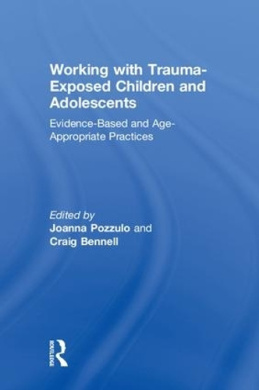 Working with Trauma-
Exposed Children and
Adolescents
Evidence-Based and Age-
Appropriate Practices
Edited by
Joanna Pozzulo and
Craig Bennell
ROUTLEDGE